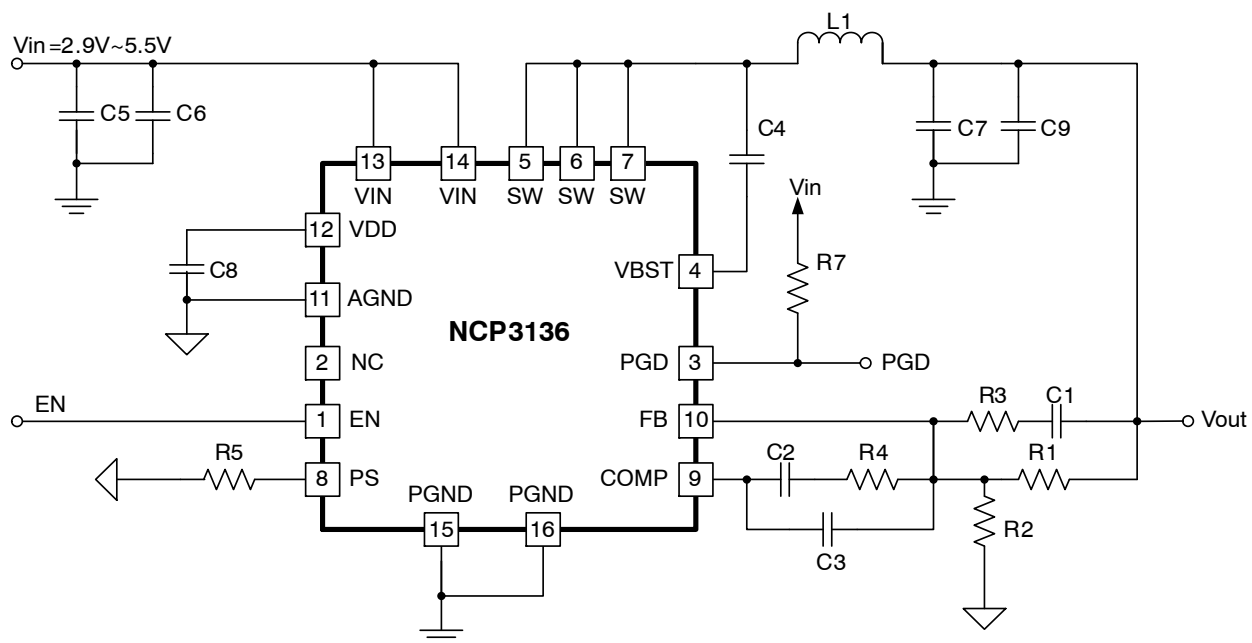 L1
Vin =2.9V~5.5V
C5 C6
C4
C7 C9
13 14 5 6 7
VIN VIN SW SW SW
Vin
12 VDD
R7
C8
VBST 4
11 AGND
NCP3136
2 NC
PGD 3 PGD
EN
R3 C1
1 EN
FB 10
Vout
R5
C2 R4 R1
8 PS
COMP 9
PGND PGND
15 16
R2
C3